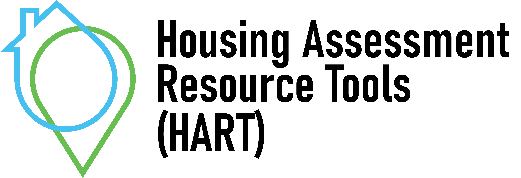 Housing Assessment
Resource Tools
(HART)